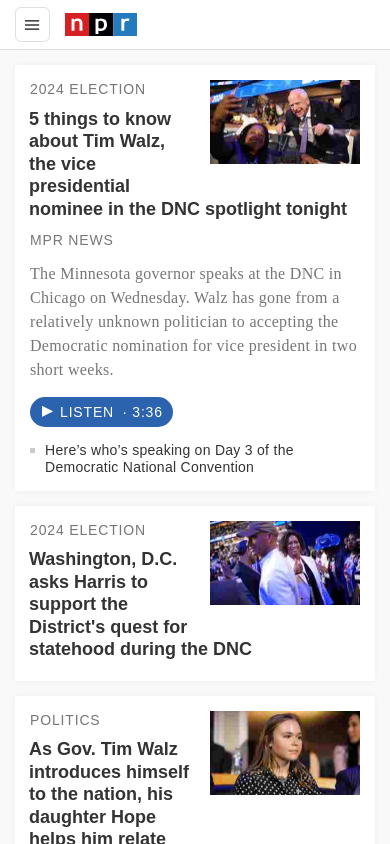 npr
2024 ELECTION
5 things to know
about Tim Walz,
the vice
presidential
nominee in the DNC spotlight tonight
MPR NEWS
The Minnesota governor speaks at the DNC in
Chicago on Wednesday. Walz has gone from a
relatively unknown politician to accepting the
Democratic nomination for vice president in two
short weeks.
LISTEN · 3:36
Here’s who’s speaking on Day 3 of the
Democratic National Convention
2024 ELECTION
Washington, D.C.
asks Harris to
support the
District's quest for
statehood during the DNC
POLITICS
As Gov. Tim Walz
introduces himself
to the nation, his
daughter Hope
helps him relate